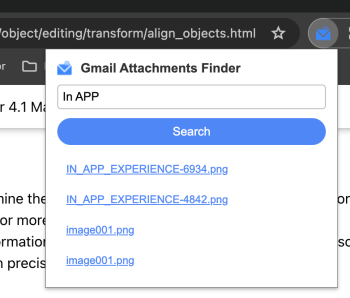 /object/editing/transform/align_objects.html
Gmail Attachments Finder
r 4.1 Ma
In APP
Search
IN_APP_EXPERIENCE-6934.png
nine the
IN_APP_EXPERIENCE-4842.png
or more
image001.png
ormation
image001.png
n precis